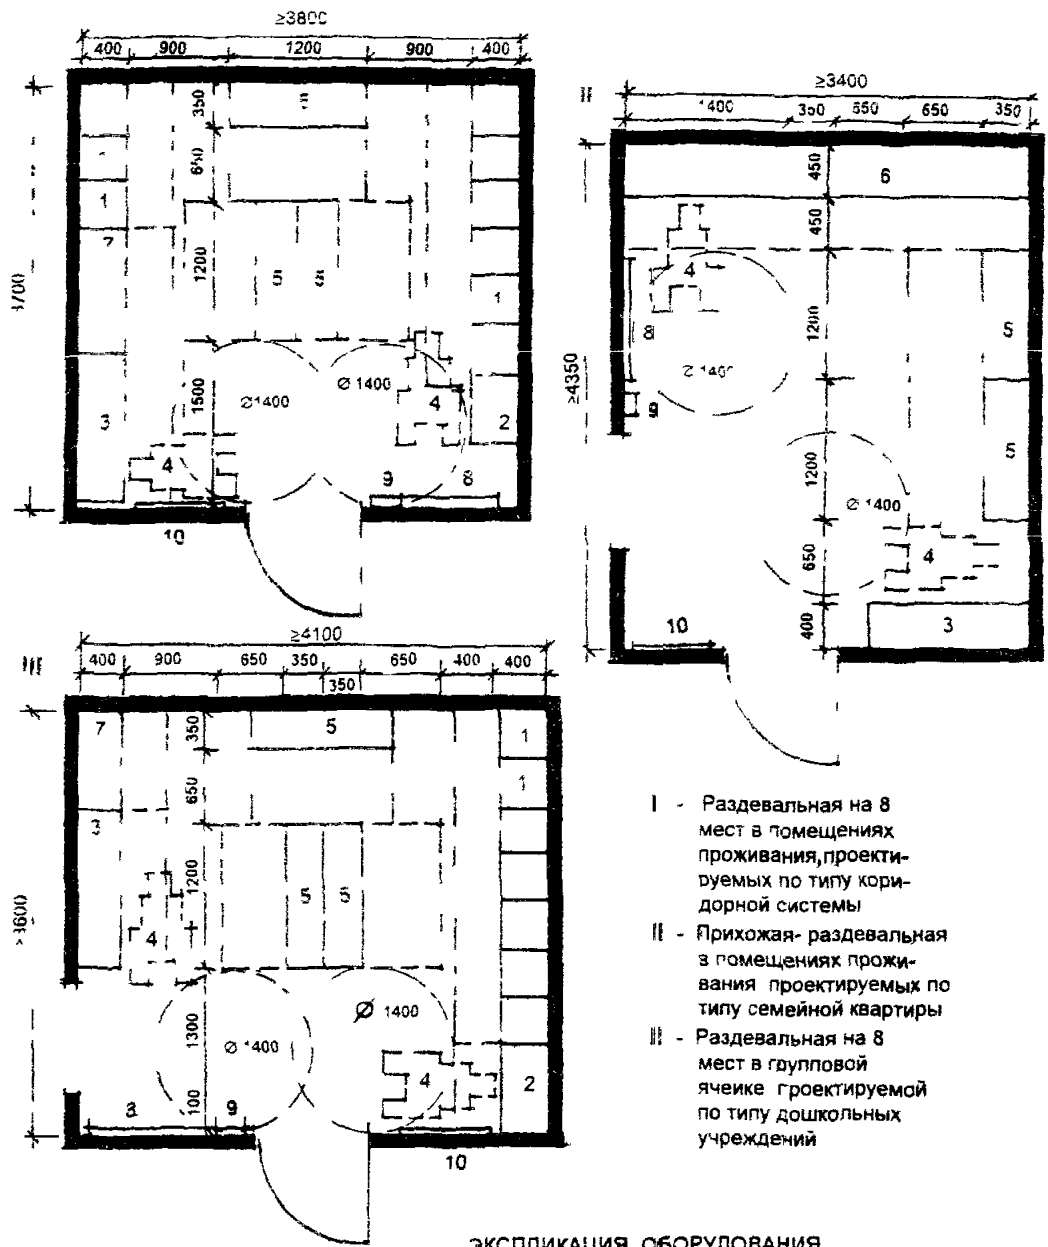 ≥3800
400 900 1200 900 400
350
650
1200
1500
1
7
1
3
2
4
4
Ø1400
Ø 1400
9 8
10
II
≥3400
1400 350 550 650 350
450
450
6
4
1200
8
5
Ø 1400
≥4350
9
5
1200
Ø 1400
650
4
400
3
10
III
≥4100
400 900 650 350 650 400 400
350
7
350
5
1
1
650
3
1200
4
1300
Ø 1400
Ø 1400
4
2
100
9
10
I - Раздевальная на 8
мест в помещениях
проживания, проекти-
руемых по типу кори-
дорной системы
II - Прихожая- раздевальная
в помещениях прожи-
вания проектируемых по
типу семейной квартиры
III - Раздевальная на 8
мест в групповой
ячейке проектируемой
по типу дошкольных
учреждений
ЭКСПЛИКАЦИЯ ОБОРУДОВАНИЯ